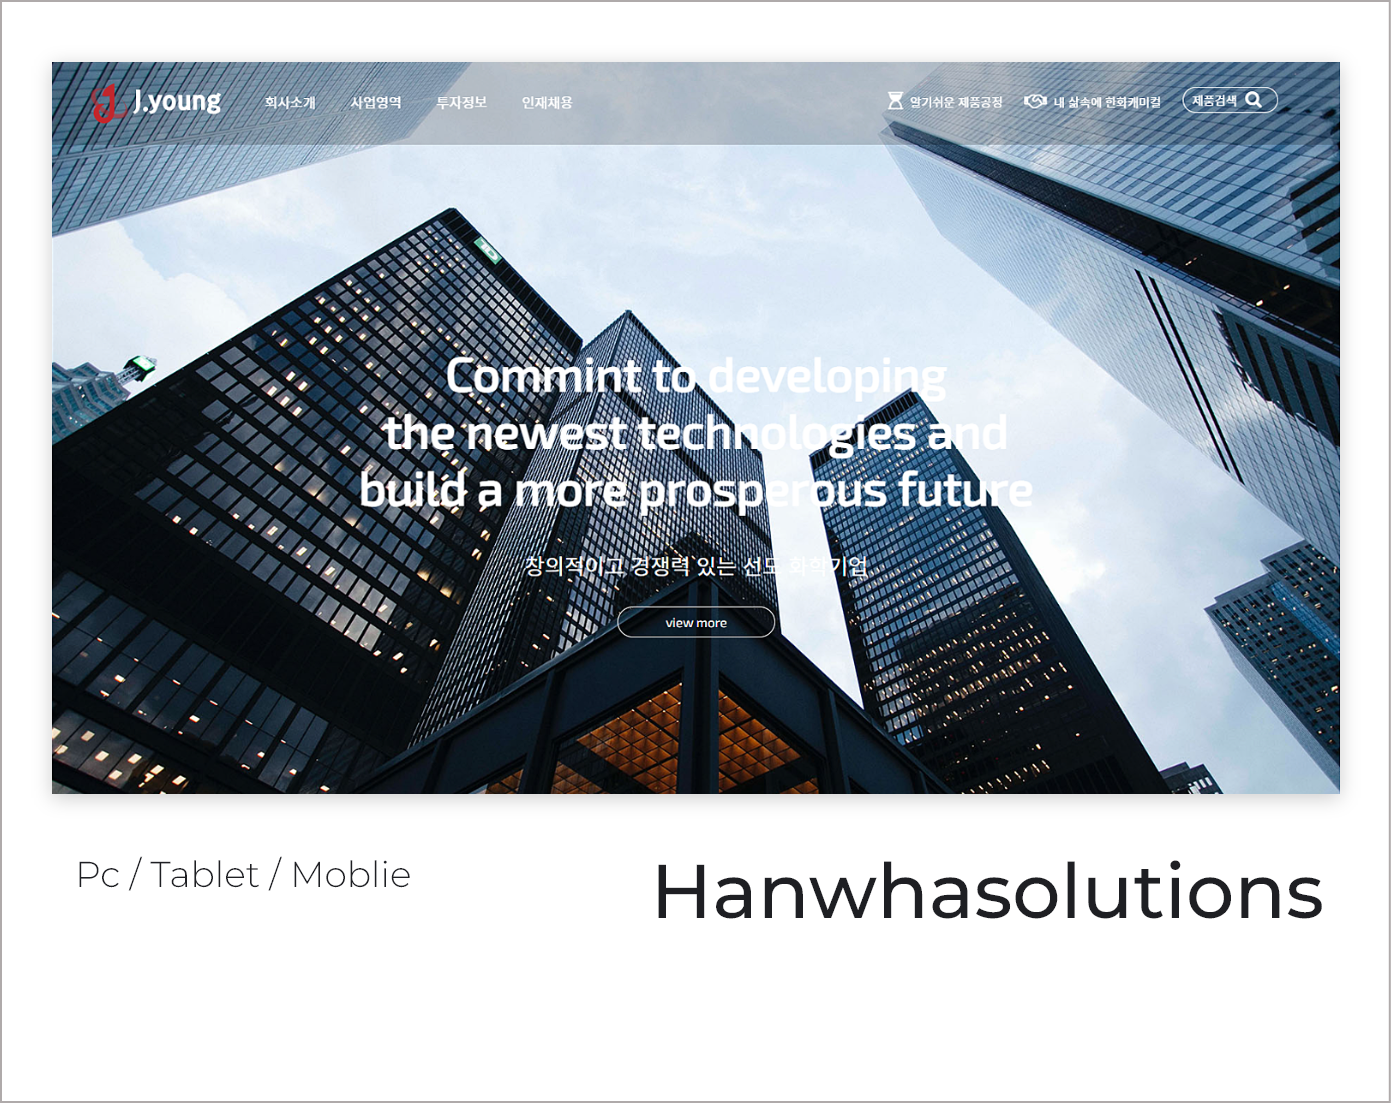 J.young
회사소개 사업영역 투자정보 인재채용
알기쉬운 제품공정 내 삶속에 한화케미컬 제품검색
Commint to developing
the newest technologies and
build a more prosperous future
창의적이고 경쟁력 있는 선도 화학기업
view more
Pc / Tablet / Moblie
Hanwhasolutions